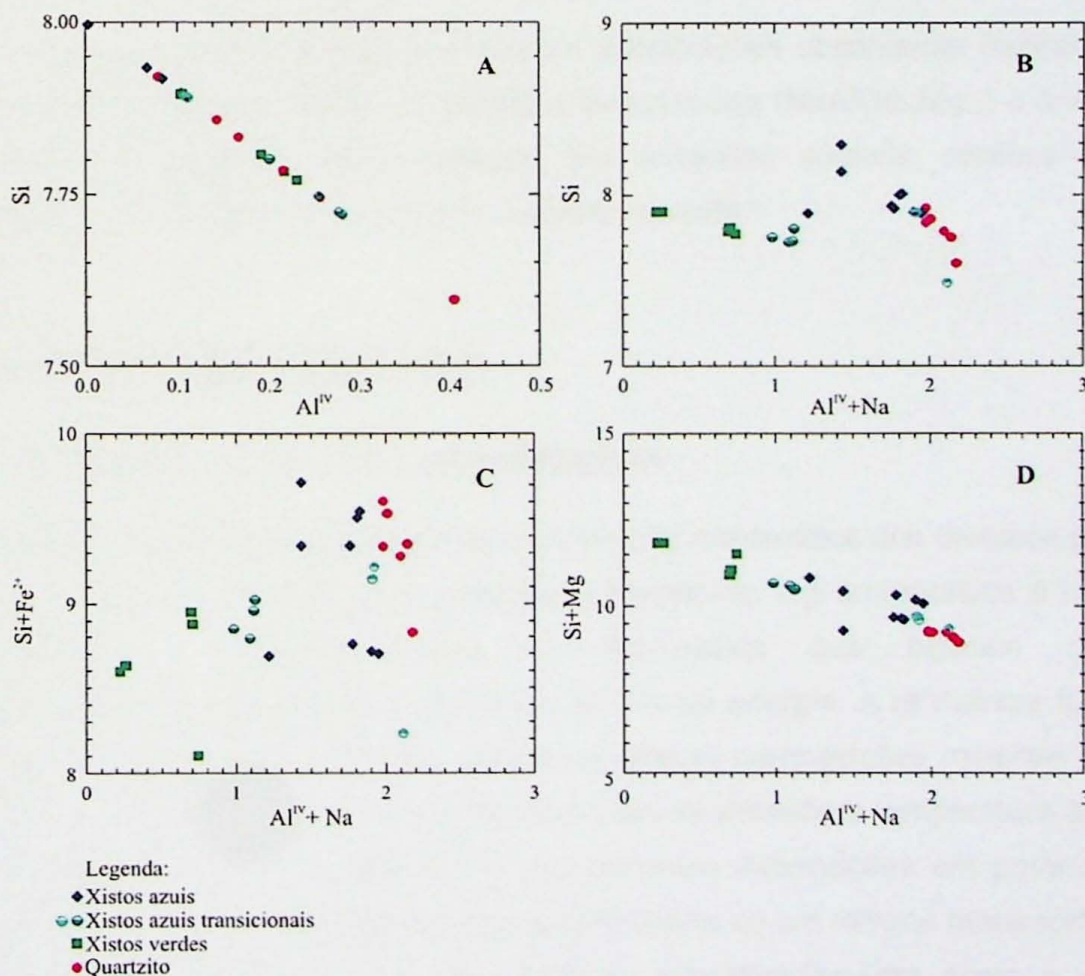 8.00
7.75
7.50
Si
A
0.0 0.1 0.2 0.3 0.4 0.5
Al^IV
9
8
7
Si
B
0 1 2 3
Al^IV+Na
10
9
8
Si+Fe²⁺
C
0 1 2 3
Al^IV+ Na
15
10
5
Si+Mg
D
0 1 2 3
Al^IV+Na
Legenda:
Xistos azuis
Xistos azuis transicionais
Xistos verdes
Quartzito